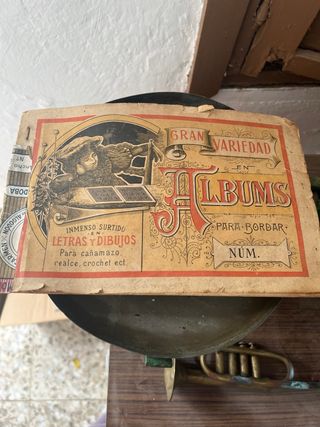 GRAN VARIEDAD
EN
ALBUMS
PARA BORDAR
NÚM.
INMENSO SURTIDO
EN
LETRAS Y DIBUJOS
Para cañamazo,
realce, crochet ect.